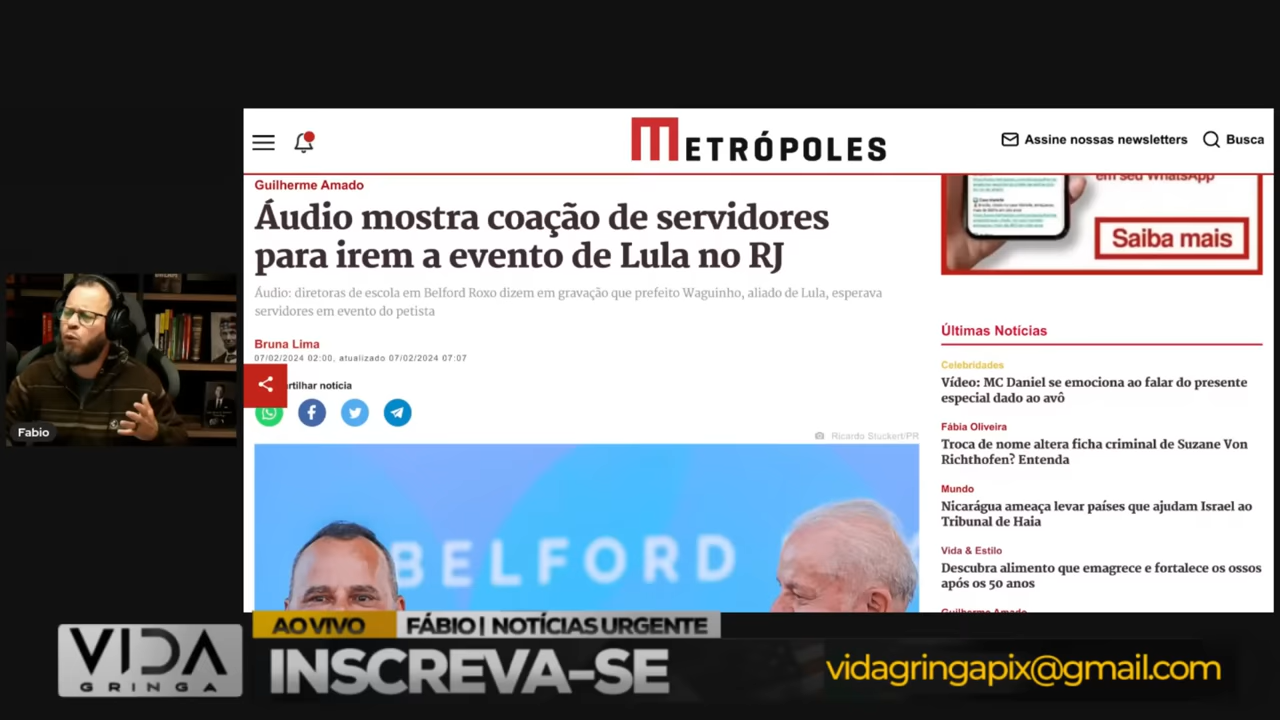 METRÓPOLES
Assine nossas newsletters
Busca
Guilherme Amado
Áudio mostra coação de servidores
para irem a evento de Lula no RJ
Áudio: diretoras de escola em Belford Roxo dizem em gravação que prefeito Waguinho, aliado de Lula, esperava
servidores em evento do petista
Bruna Lima
07/02/2024 02:00, atualizado 07/02/2024 07:07
rtilhar notícia
Ricardo Stuckert/PR
BELFORD
em seu WhatsApp
Saiba mais
Últimas Notícias
Celebridades
Vídeo: MC Daniel se emociona ao falar do presente
especial dado ao avô
Fábia Oliveira
Troca de nome altera ficha criminal de Suzane Von
Richthofen? Entenda
Mundo
Nicarágua ameaça levar países que ajudam Israel ao
Tribunal de Haia
Vida & Estilo
Descubra alimento que emagrece e fortalece os ossos
após os 50 anos
Guilherme Amado
Fabio
VIDA
GRINGA
AO VIVO
FÁBIO | NOTÍCIAS URGENTE
INSCREVA-SE
vidagringapix@gmail.com